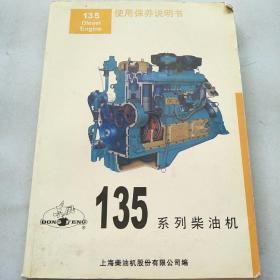 135
Diesel
Engine
使用保养说明书
DONGFENG
135 系列柴油机
上海柴油机股份有限公司编